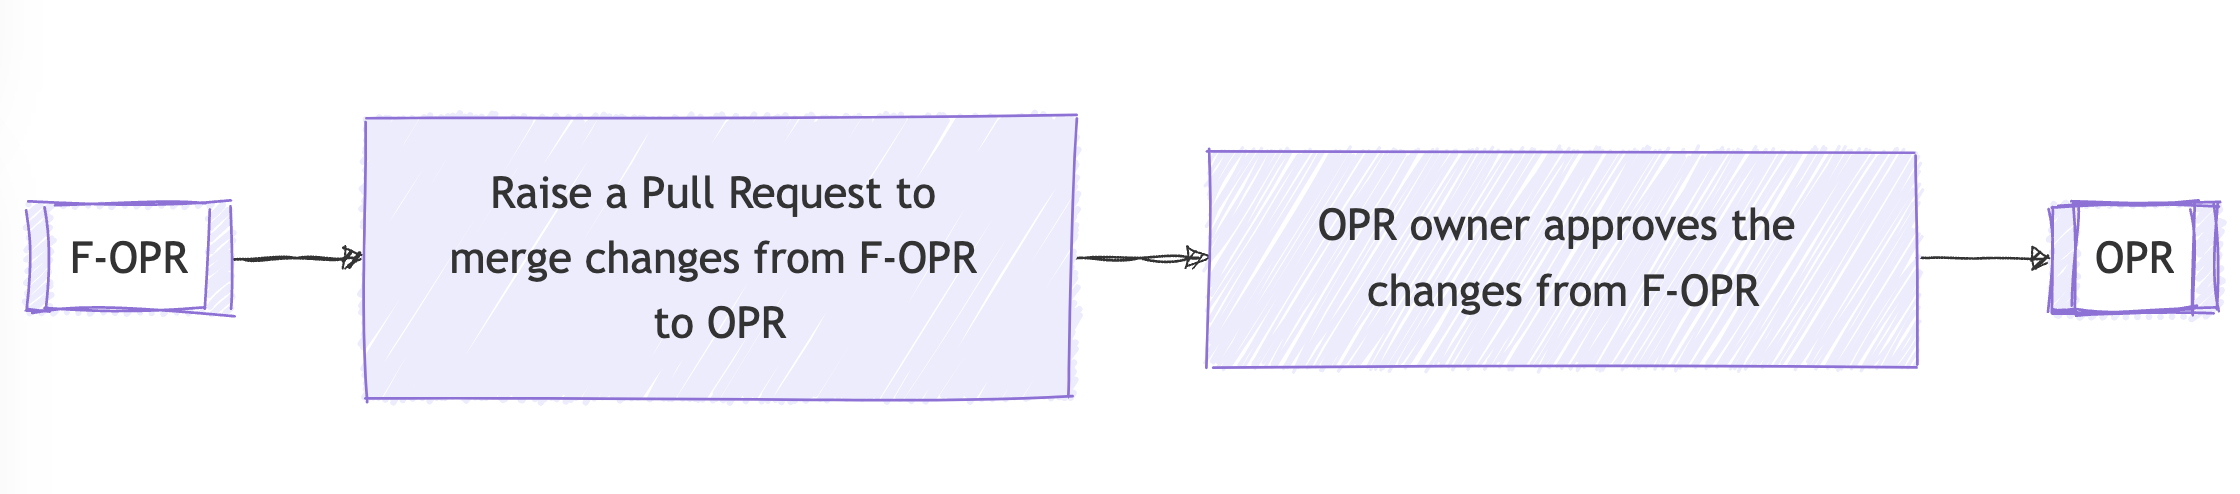 F-OPR
Raise a Pull Request to
merge changes from F-OPR
to OPR
OPR owner approves the
changes from F-OPR
OPR